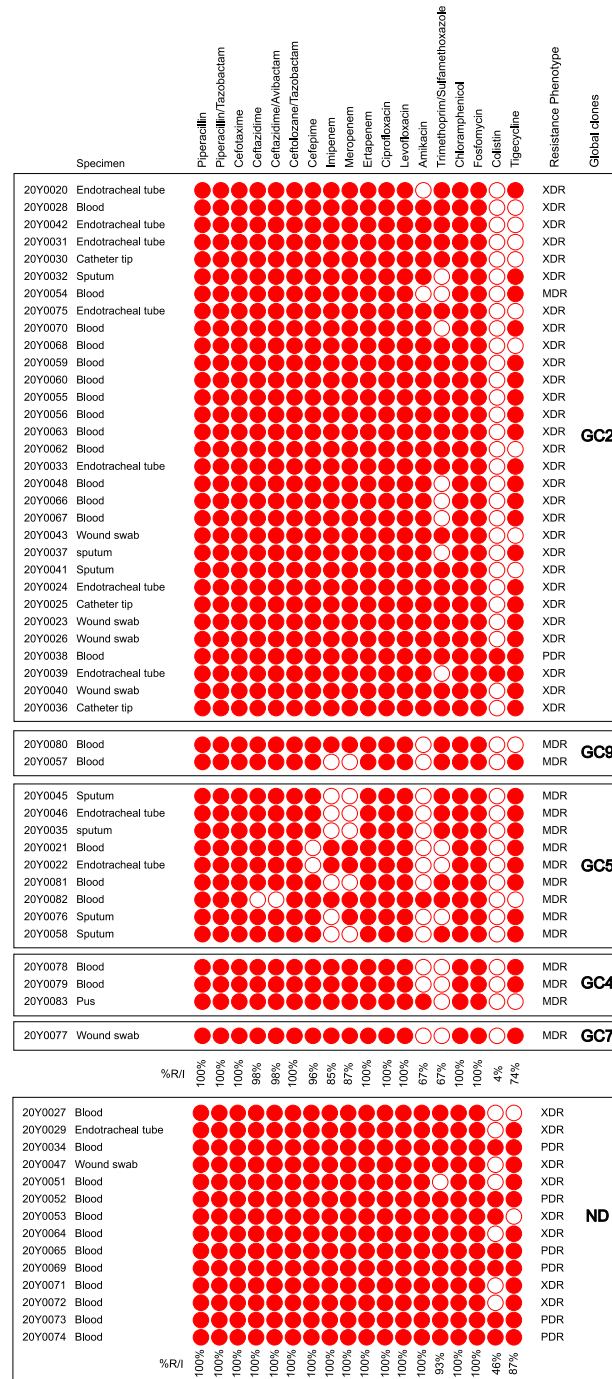 Specimen Piperacillin Piperacillin/Tazobactam Cefotaxime Ceftazidime Ceftazidime/Avibactam Ceftolozane/Tazobactam Cefepime Imipenem Meropenem Ertapenem Ciprofloxacin Levofloxacin Amikacin Trimethoprim/Sulfamethoxazole Chloramphenicol Fosfomycin Colistin Tigecycline Resistance Phenotype Global clones
20Y0020 Endotracheal tube XDR
20Y0028 Blood XDR
20Y0042 Endotracheal tube XDR
20Y0031 Endotracheal tube XDR
20Y0030 Catheter tip XDR
20Y0032 Sputum XDR
20Y0054 Blood MDR
20Y0075 Endotracheal tube XDR
20Y0070 Blood XDR
20Y0068 Blood XDR
20Y0059 Blood XDR
20Y0060 Blood XDR
20Y0055 Blood XDR
20Y0056 Blood XDR
20Y0063 Blood XDR
GC2
20Y0062 Blood XDR
20Y0033 Endotracheal tube XDR
20Y0048 Blood XDR
20Y0066 Blood XDR
20Y0067 Blood XDR
20Y0043 Wound swab XDR
20Y0037 sputum XDR
20Y0041 Sputum XDR
20Y0024 Endotracheal tube XDR
20Y0025 Catheter tip XDR
20Y0023 Wound swab XDR
20Y0026 Wound swab XDR
20Y0038 Blood PDR
20Y0039 Endotracheal tube XDR
20Y0040 Wound swab XDR
20Y0036 Catheter tip XDR
20Y0080 Blood MDR
GC9
20Y0057 Blood MDR
20Y0045 Sputum MDR
20Y0046 Endotracheal tube MDR
20Y0035 sputum MDR
20Y0021 Blood MDR
20Y0022 Endotracheal tube MDR GC5
20Y0081 Blood MDR
20Y0082 Blood MDR
20Y0076 Sputum MDR
20Y0058 Sputum MDR
20Y0078 Blood MDR
20Y0079 Blood MDR GC4
20Y0083 Pus MDR
20Y0077 Wound swab MDR GC7
%R/I 100% 100% 100% 98% 98% 100% 96% 85% 87% 100% 100% 100% 67% 67% 100% 100% 4% 74%
20Y0027 Blood XDR
20Y0029 Endotracheal tube XDR
20Y0034 Blood PDR
20Y0047 Wound swab XDR
20Y0051 Blood XDR
20Y0052 Blood PDR
20Y0053 Blood XDR
ND
20Y0064 Blood XDR
20Y0065 Blood PDR
20Y0069 Blood PDR
20Y0071 Blood XDR
20Y0072 Blood XDR
20Y0073 Blood PDR
20Y0074 Blood PDR
%R/I 100% 100% 100% 100% 100% 100% 100% 100% 100% 100% 100% 100% 100% 93% 100% 100% 46% 87%